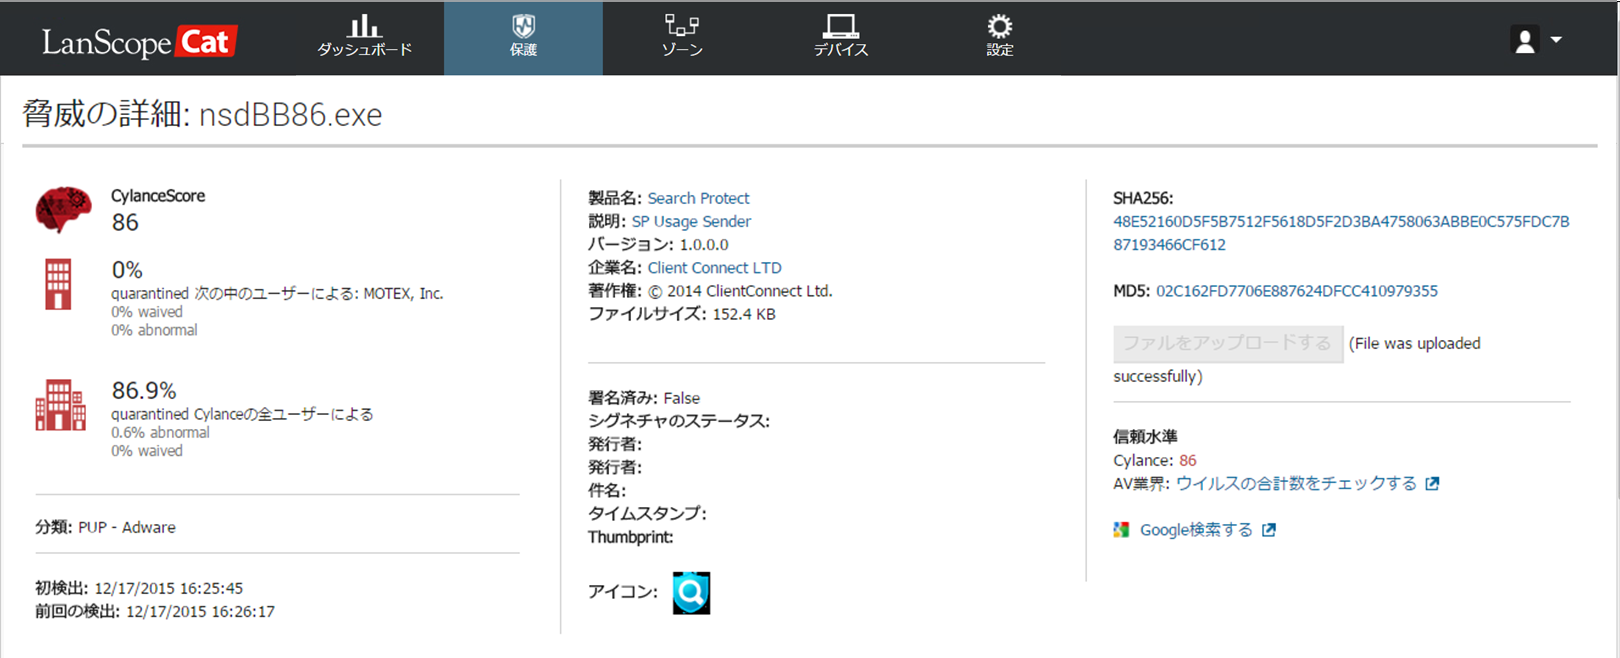 LanScope Cat
ダッシュボード
保護
ゾーン
デバイス
設定
脅威の詳細: nsdBB86.exe
CylanceScore
86
0%
quarantined 次の中のユーザーによる: MOTEX, Inc.
0% waived
0% abnormal
86.9%
quarantined Cylanceの全ユーザーによる
0.6% abnormal
0% waived
分類: PUP - Adware
初検出: 12/17/2015 16:25:45
前回の検出: 12/17/2015 16:26:17
製品名: Search Protect
説明: SP Usage Sender
バージョン: 1.0.0.0
企業名: Client Connect LTD
著作権: © 2014 ClientConnect Ltd.
ファイルサイズ: 152.4 KB
署名済み: False
シグネチャのステータス:
発行者:
発行者:
件名:
タイムスタンプ:
Thumbprint:
アイコン:
SHA256:
48E52160D5F5B7512F5618D5F2D3BA4758063ABBE0C575FDC7B
87193466CF612
MD5: 02C162FD7706E887624DFCC410979355
ファルをアップロードする (File was uploaded
successfully)
信頼水準
Cylance: 86
AV業界: ウイルスの合計数をチェックする
Google検索する